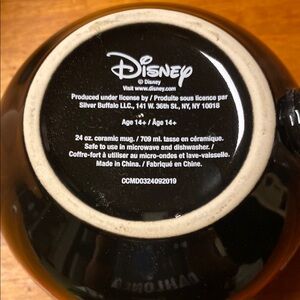 Disney
© Disney
Visit www.disney.com
Produced under license by / Produite sous licence par
Silver Buffalo LLC., 141 W. 36th St., NY, NY 10018
Age 14+ / Âge 14+
24 oz. ceramic mug. / 709 ml. tasse en céramique.
Safe to use in microwave and dishwasher. /
Coffre-fort à utiliser au micro-ondes et lave-vaisselle.
Made in China. / Fabriqué en Chine.
CCMD0324092019